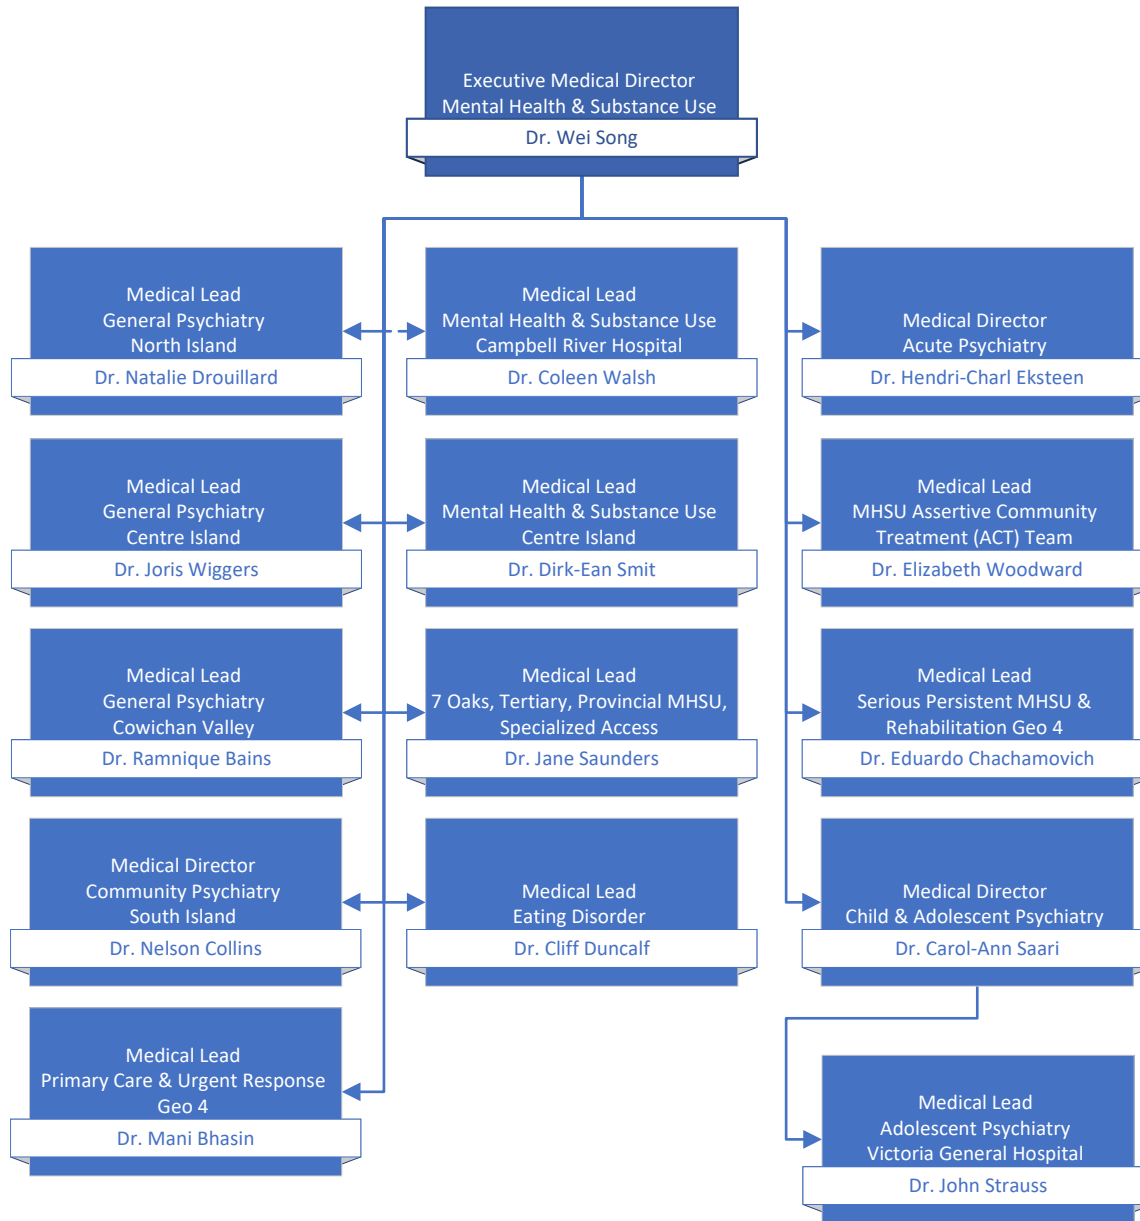 Executive Medical Director
Mental Health & Substance Use
Dr. Wei Song
Medical Lead
General Psychiatry
North Island
Dr. Natalie Drouillard
Medical Lead
Mental Health & Substance Use
Campbell River Hospital
Dr. Coleen Walsh
Medical Director
Acute Psychiatry
Dr. Hendri-Charl Eksteen
Medical Lead
General Psychiatry
Centre Island
Dr. Joris Wiggers
Medical Lead
Mental Health & Substance Use
Centre Island
Dr. Dirk-Ean Smit
Medical Lead
MHSU Assertive Community
Treatment (ACT) Team
Dr. Elizabeth Woodward
Medical Lead
General Psychiatry
Cowichan Valley
Dr. Ramnique Bains
Medical Lead
7 Oaks, Tertiary, Provincial MHSU,
Specialized Access
Dr. Jane Saunders
Medical Lead
Serious Persistent MHSU &
Rehabilitation Geo 4
Dr. Eduardo Chachamovich
Medical Director
Community Psychiatry
South Island
Dr. Nelson Collins
Medical Lead
Eating Disorder
Dr. Cliff Duncalf
Medical Director
Child & Adolescent Psychiatry
Dr. Carol-Ann Saari
Medical Lead
Primary Care & Urgent Response
Geo 4
Dr. Mani Bhasin
Medical Lead
Adolescent Psychiatry
Victoria General Hospital
Dr. John Strauss